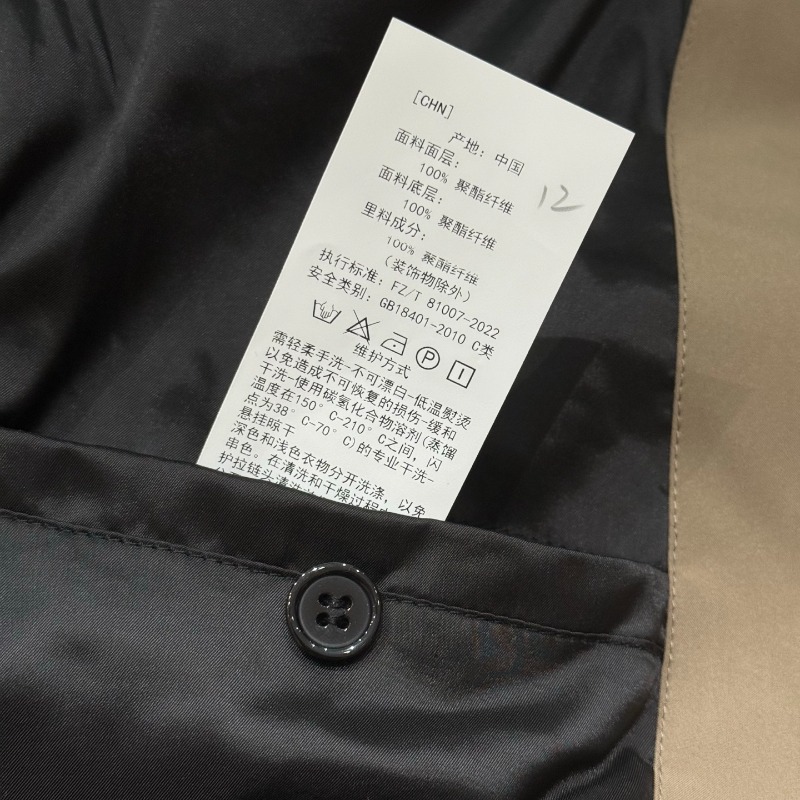 [CHN]
产地: 中国
面料面层:
100% 聚酯纤维
12
面料底层:
100% 聚酯纤维
里料成分:
100% 聚酯纤维
(装饰物除外)
执行标准: FZ/T 81007-2022
安全类别: GB18401-2010 C类
P
维护方式
需轻柔手洗-不可漂白-低温熨烫
以免造成不可恢复的损伤-缓和
干洗-使用碳氢化合物溶剂(蒸馏
温度在150°C-210°C之间, 闪
点为38°C-70°C)的专业干洗-
悬挂晾干
深色和浅色衣物分开洗涤, 以免
串色。在清洗和干燥过程
护拉链头清洗